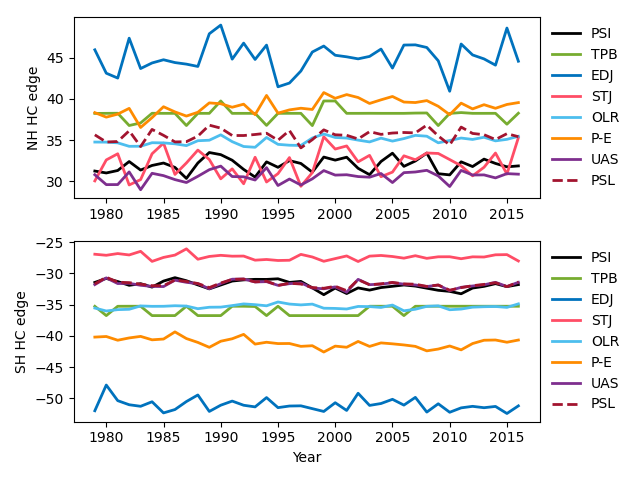 NH HC edge
45
40
35
30
1980 1985 1990 1995 2000 2005 2010 2015
PSI
TPB
EDJ
STJ
OLR
P-E
UAS
PSL
SH HC edge
−25
−30
−35
−40
−45
−50
1980 1985 1990 1995 2000 2005 2010 2015
Year
PSI
TPB
EDJ
STJ
OLR
P-E
UAS
PSL